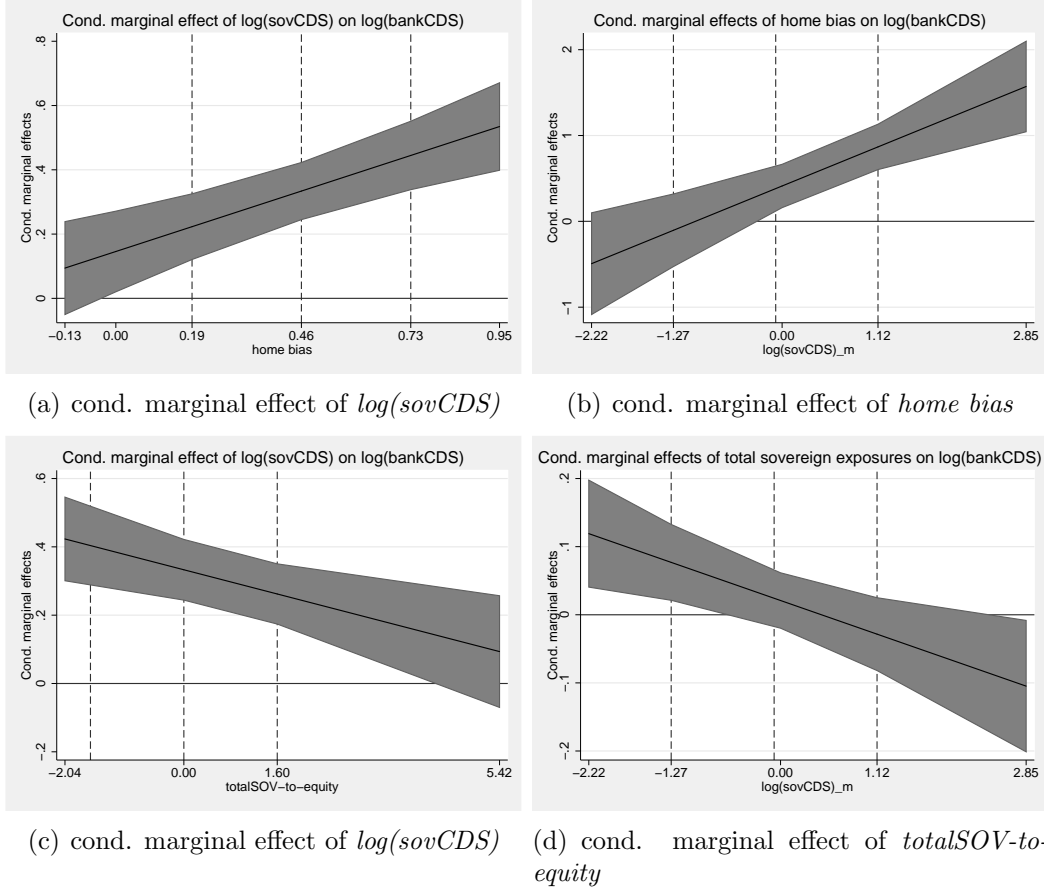 Cond. marginal effect of log(sovCDS) on log(bankCDS)
Cond. marginal effects
.8
.6
.4
.2
0
−0.13 0.00 0.19 0.46 0.73 0.95
home bias
(a) cond. marginal effect of log(sovCDS)
Cond. marginal effects of home bias on log(bankCDS)
Cond. marginal effects
2
1
0
−1
−2.22 −1.27 0.00 1.12 2.85
log(sovCDS)_m
(b) cond. marginal effect of home bias
Cond. marginal effect of log(sovCDS) on log(bankCDS)
Cond. marginal effects
.6
.4
.2
0
−.2
−2.04 0.00 1.60 5.42
totalSOV−to−equity
(c) cond. marginal effect of log(sovCDS)
Cond. marginal effects of total sovereign exposures on log(bankCDS)
Cond. marginal effects
.2
.1
0
−.1
−.2
−2.22 −1.27 0.00 1.12 2.85
log(sovCDS)_m
(d) cond. marginal effect of totalSOV-to-
equity